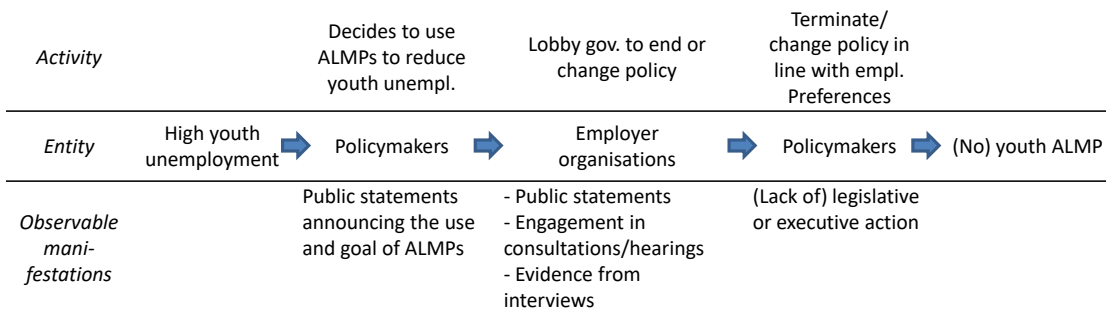 Activity
Decides to use
ALMPs to reduce
youth unempl.
Lobby gov. to end or
change policy
Terminate/
change policy in
line with empl.
Preferences
Entity
High youth
unemployment
Policymakers
Employer
organisations
Policymakers
(No) youth ALMP
Observable
mani-
festations
Public statements
announcing the use
and goal of ALMPs
- Public statements
- Engagement in
consultations/hearings
- Evidence from
interviews
(Lack of) legislative
or executive action